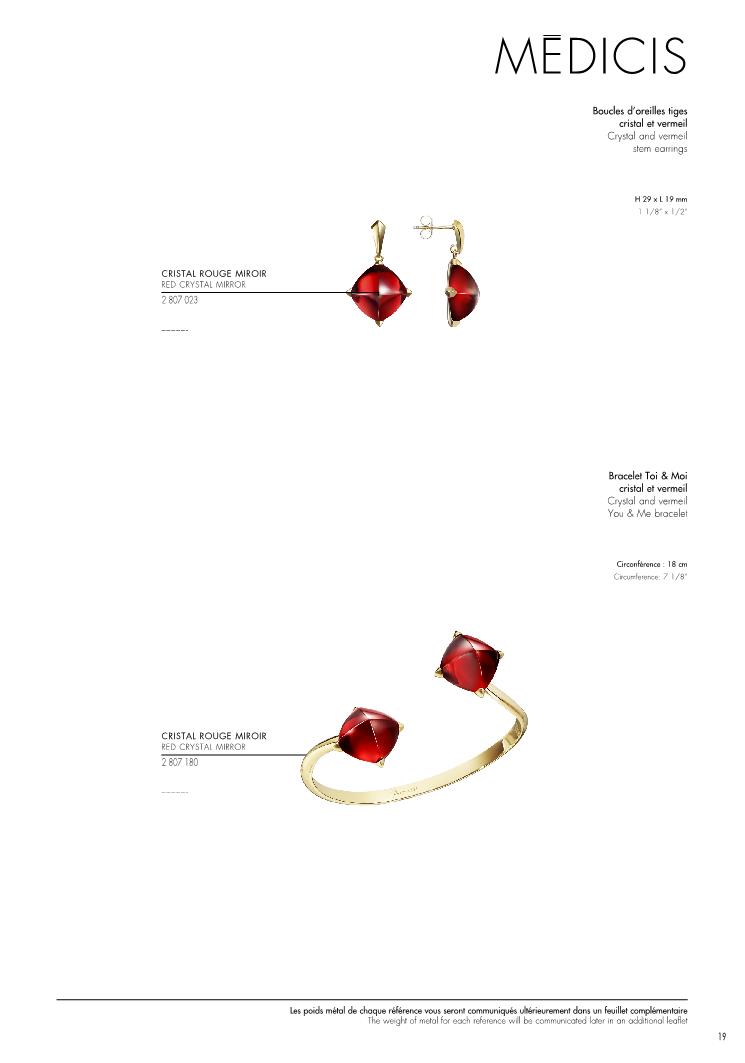 MÉDICIS
Boucles d'oreilles tiges
cristal et vermeil
Crystal and vermeil
stem earrings
H 29 x L 19 mm
1 1/8" x 1/2"
CRISTAL ROUGE MIROIR
RED CRYSTAL MIRROR
2 807 023
Bracelet Toi & Moi
cristal et vermeil
Crystal and vermeil
You & Me bracelet
Circonférence : 18 cm
Circumference: 7 1/8"
CRISTAL ROUGE MIROIR
RED CRYSTAL MIRROR
2 807 180
Les poids métal de chaque référence vous seront communiqués ultérieurement dans un feuillet complémentaire
The weight of metal for each reference will be communicated later in an additional leaflet
19